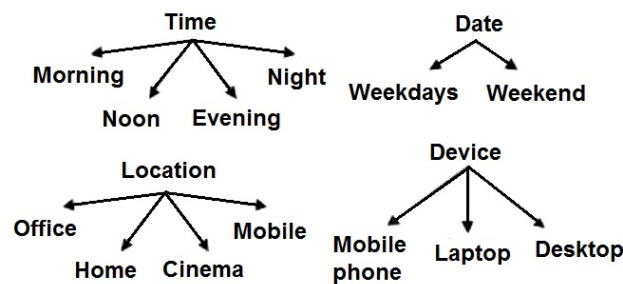 Time
Morning
Night
Noon
Evening
Date
Weekdays
Weekend
Location
Office
Mobile
Home
Cinema
Device
Mobile
phone
Laptop
Desktop